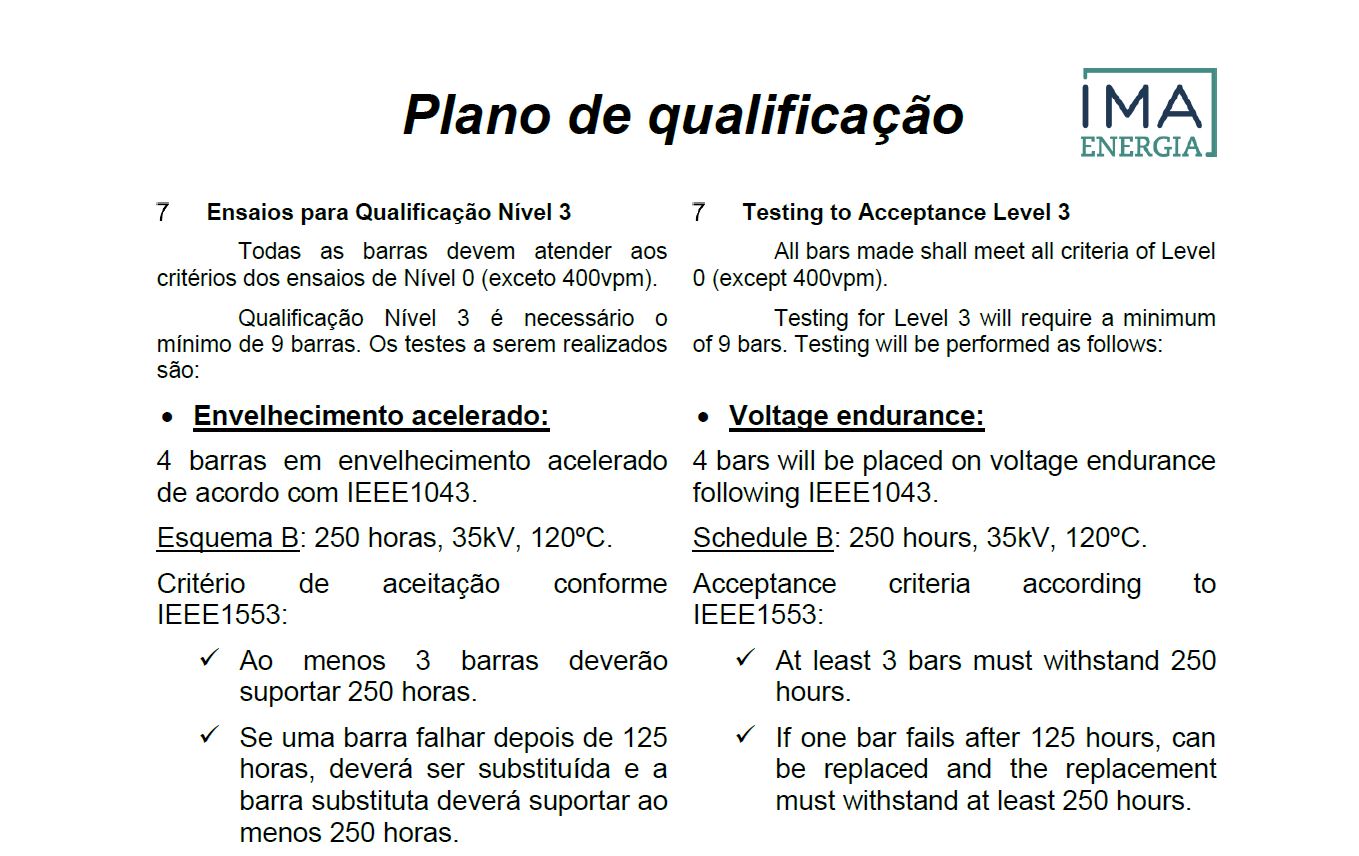 Plano de qualificação
IMA
ENERGIA
7 Ensaios para Qualificação Nível 3
Todas as barras devem atender aos
critérios dos ensaios de Nível 0 (exceto 400vpm).
Qualificação Nível 3 é necessário o
mínimo de 9 barras. Os testes a serem realizados
são:
• Envelhecimento acelerado:
4 barras em envelhecimento acelerado
de acordo com IEEE1043.
Esquema B: 250 horas, 35kV, 120ºC.
Critério de aceitação conforme
IEEE1553:
✓ Ao menos 3 barras deverão
suportar 250 horas.
✓ Se uma barra falhar depois de 125
horas, deverá ser substituída e a
barra substituta deverá suportar ao
menos 250 horas.
7 Testing to Acceptance Level 3
All bars made shall meet all criteria of Level
0 (except 400vpm).
Testing for Level 3 will require a minimum
of 9 bars. Testing will be performed as follows:
• Voltage endurance:
4 bars will be placed on voltage endurance
following IEEE1043.
Schedule B: 250 hours, 35kV, 120ºC.
Acceptance criteria according to
IEEE1553:
✓ At least 3 bars must withstand 250
hours.
✓ If one bar fails after 125 hours, can
be replaced and the replacement
must withstand at least 250 hours.